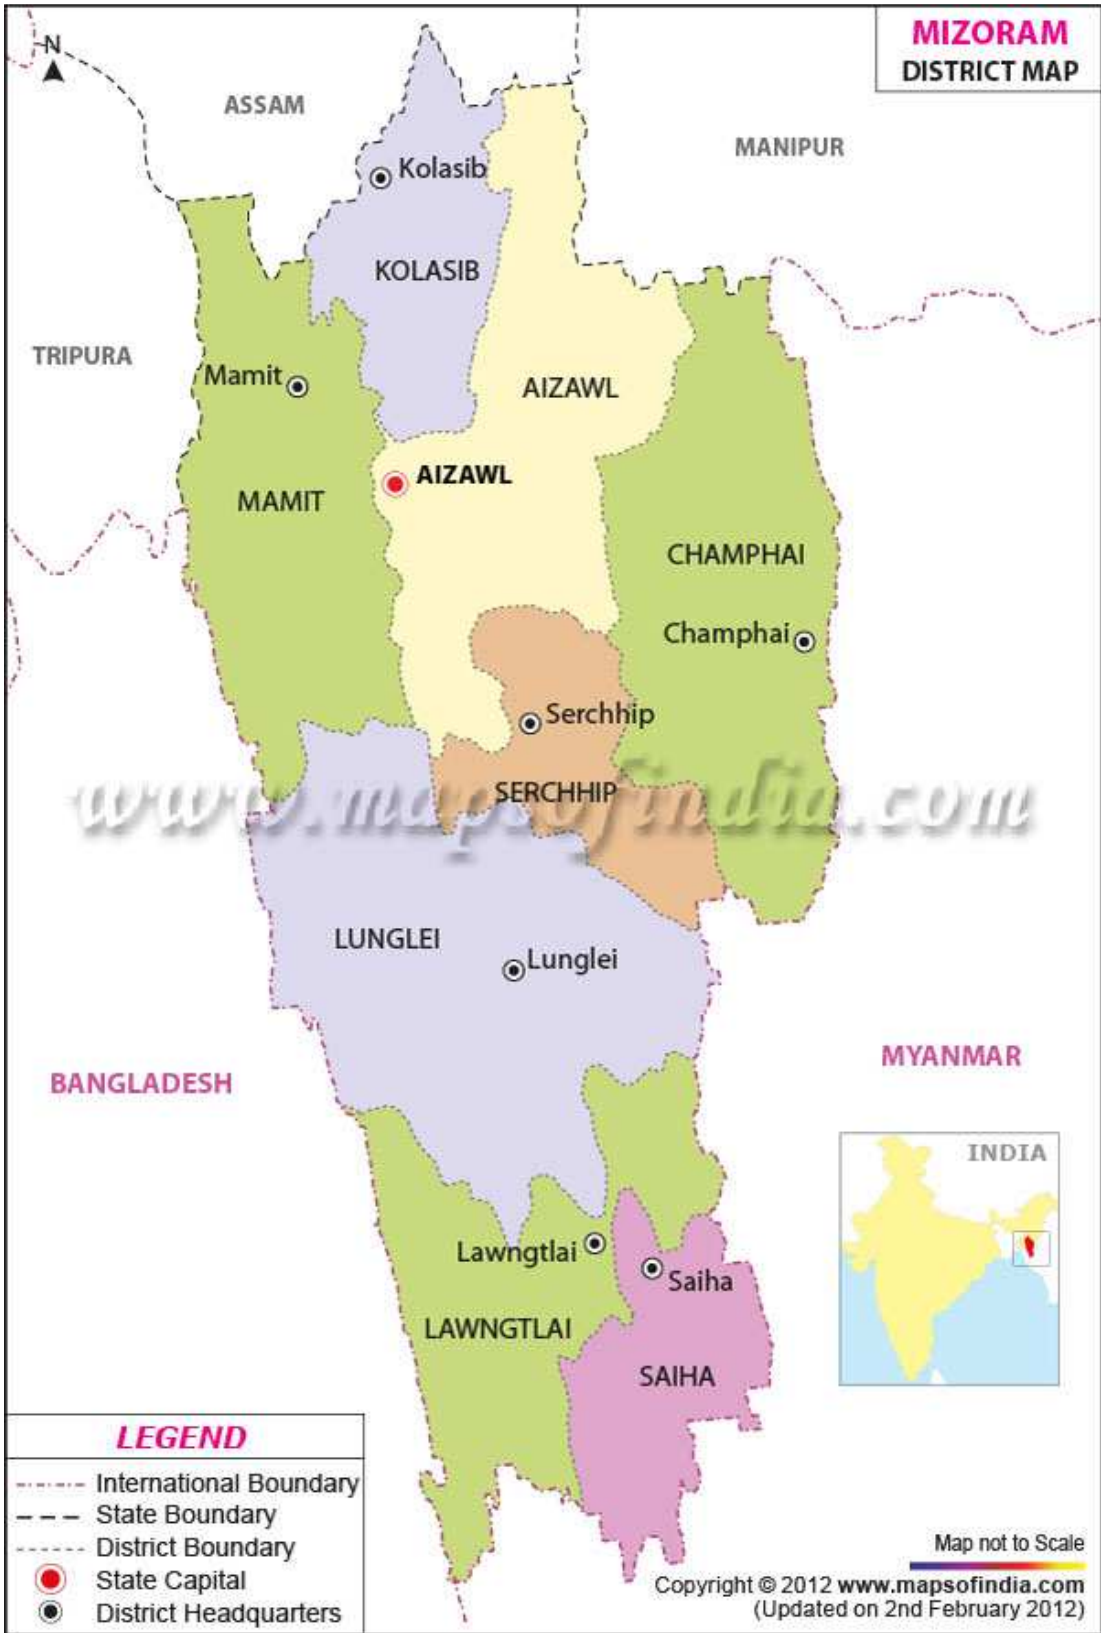 MIZORAM
DISTRICT MAP
N
ASSAM
MANIPUR
Kolasib
KOLASIB
TRIPURA
Mamit
AIZAWL
AIZAWL
MAMIT
CHAMPHAI
Champhai
Serchhip
SERCHHIP
www.mapsofindia.com
LUNGLEI
Lunglei
MYANMAR
BANGLADESH
INDIA
Lawngtlai
Saiha
LAWNGTLAI
SAIHA
LEGEND
International Boundary
State Boundary
District Boundary
State Capital
District Headquarters
Map not to Scale
Copyright © 2012 www.mapsofindia.com
(Updated on 2nd February 2012)